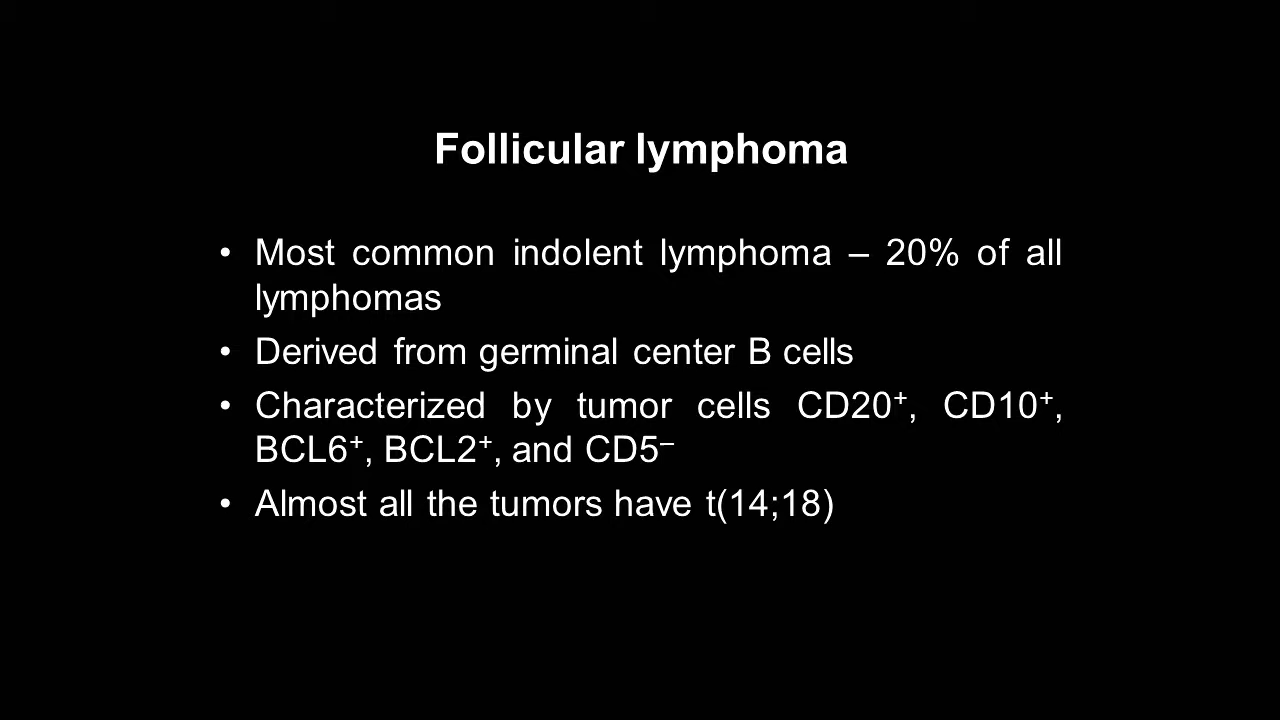 Follicular lymphoma
• Most common indolent lymphoma – 20% of all
lymphomas
• Derived from germinal center B cells
• Characterized by tumor cells CD20⁺, CD10⁺,
BCL6⁺, BCL2⁺, and CD5⁻
• Almost all the tumors have t(14;18)